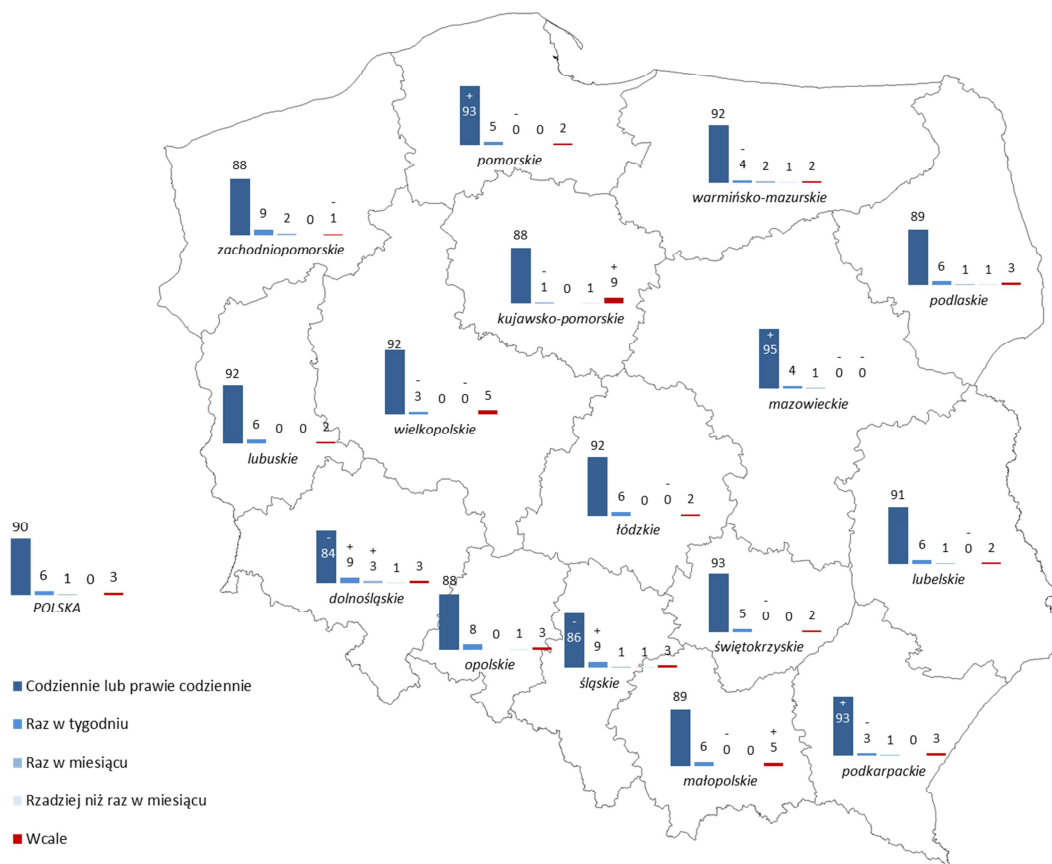 +
93
-
5 0 0 2
pomorskie
92
-
4 2 1 2
warmińsko-mazurskie
88
-
9 2 0 1
zachodniopomorskie
88
- +
1 0 1 9
kujawsko-pomorskie
89
6 1 1 3
podlaskie
92
- -
3 0 0 5
wielkopolskie
+
95
- -
4 1 0 0
mazowieckie
92
6 0 0 2
lubuskie
92
-
6 0 0 2
łódzkie
91
-
6 1 0 2
lubelskie
90
6 1 0 3
POLSKA
-
84
+ +
9 3 1 3
dolnośląskie
88
8 0 1 3
opolskie
-
86
+
9 1 1 3
śląskie
93
-
5 0 0 2
świętokrzyskie
89
- +
6 0 0 5
małopolskie
+
93
-
3 1 0 3
podkarpackie
Codziennie lub prawie codziennie
Raz w tygodniu
Raz w miesiącu
Rzadziej niż raz w miesiącu
Wcale